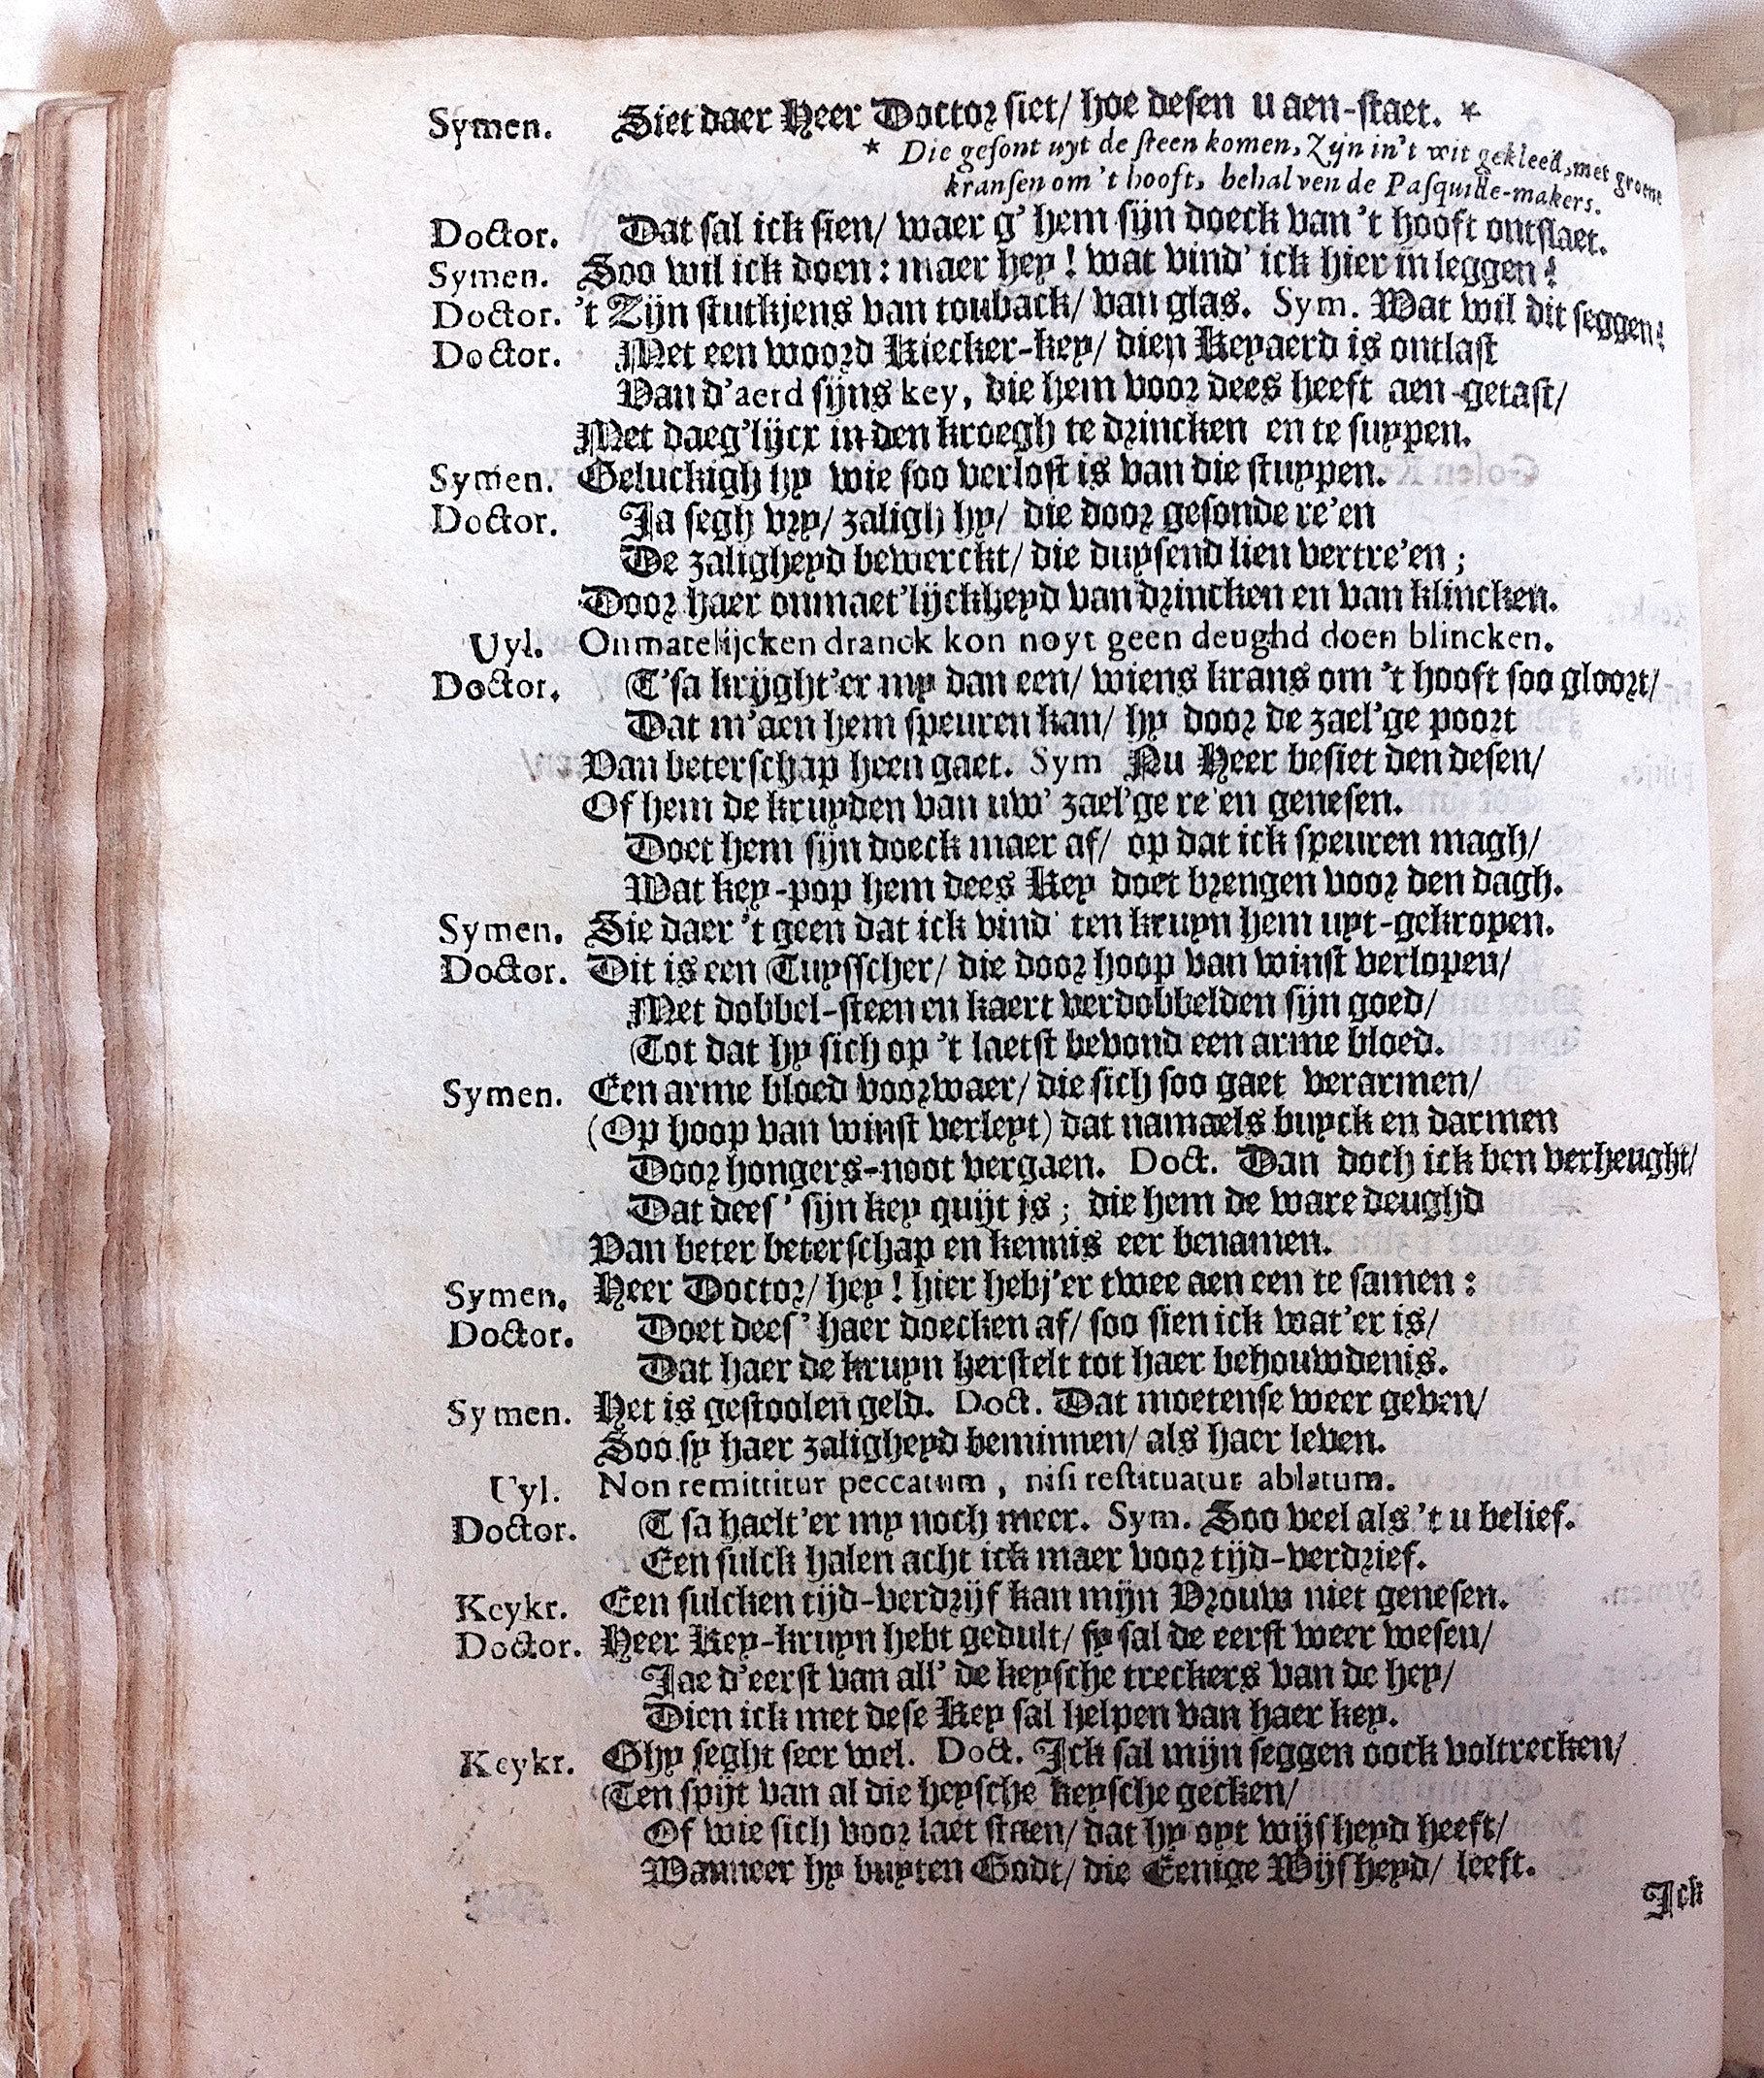 Symen. Siet daer Heer Doctor siet/ hoe desen u aen-staet. *
* Die gesont uyt de steen komen, Zijn in't wit gekleed, met groene
kransen om 't hooft, behalven de Pasquille-makers.
Doctor. Dat sal ick sien/ waer g' hem sijn doeck van 't hooft ontslaet.
Symen. Soo wil ick doen: maer hey! wat vind' ick hier in leggen!
Doctor. 't Zijn stutkjens van touback/ van glas. Sym. Wat wil dit seggen!
Doctor. Met een woord Kiecker-key/ dien Keyaerd is ontlast
Van d'aerd sijns key, die hem voor dees heeft aen-getast/
Met daeg'lijcx in den kroegh te drincken en te suypen.
Symen. Geluckigh hy wie soo verlost is van die stuypen.
Doctor. Ja segh vry/ zaligh hy/ die door gesonde re'en
De zaligheyd bewerckt/ die duysend lien vertre'en;
Door haer onmaet'lijckheyd van drincken en van klincken.
Uyl. Onmatelijcken dranck kon noyt geen deughd doen blincken.
Doctor. T'sa krijght'er my dan een/ wiens krans om 't hooft soo gloort/
Dat m'aen hem speuren kan/ hy door de zael'ge poort
Van beterschap heen gaet. Sym Nu Heer besiet den desen/
Of hem de kruyden van uw' zael'ge re'en genesen.
Doet hem sijn doeck maer af/ op dat ick speuren magh/
Wat key-pop hem dees Key doet brengen voor den dagh.
Symen. Sie daer 't geen dat ick vind' ten kruyn hem uyt-gekropen.
Doctor. Dit is een Tuysscher/ die door hoop van winst verlopen/
Met dobbel-steen en kaert verdobbelden sijn goed/
Tot dat hy sich op 't laetst bevond een arme bloed.
Symen. Een arme bloed voorwaer/ die sich soo gaet verarmen/
(Op hoop van winst verleyt) dat namaels buyck en darmen
Door hongers-noot vergaen. Doct. Dan doch ick ben verheught/
Dat dees' sijn key quijt is; die hem de ware deughd
Van beter beterschap en kennis eer benamen.
Symen. Heer Doctor/ hey! hier hebj'er twee aen een te samen:
Doctor. Doet dees' haer doecken af/ soo sien ick wat'er is/
Dat haer de kruyn herstelt tot haer behouwdenis.
Symen. Het is gestoolen geld. Doct. Dat moetense weer geven/
Soo sy haer zaligheyd beminnen/ als haer leven.
Uyl. Non remittitur peccatum, nisi restituatur ablatum.
Doctor. T sa haelt'er my noch meer. Sym. Soo veel als 't u belief.
Een sulck halen acht ick maer voor tijd-verdrief.
Keykr. Een sulcken tijd-verdrijf kan mijn Vrouw niet genesen.
Doctor. Heer Key-kruyn hebt gedult/ sy sal de eerst weer wesen/
Jae d'eerst van all' de keysche treckers van de hey/
Dien ick met dese Key sal helpen van haer key.
Keykr. Ghy seght seer wel. Doct. Ick sal mijn seggen oock voltrecken/
Ten spijt van al die heysche keysche gecken/
Of wie sich voor laet staen/ dat hy oyt wijsheyd heeft/
Wanneer hy buyten Godt/ die Eenige Wijsheyd/ leeft.
Ick